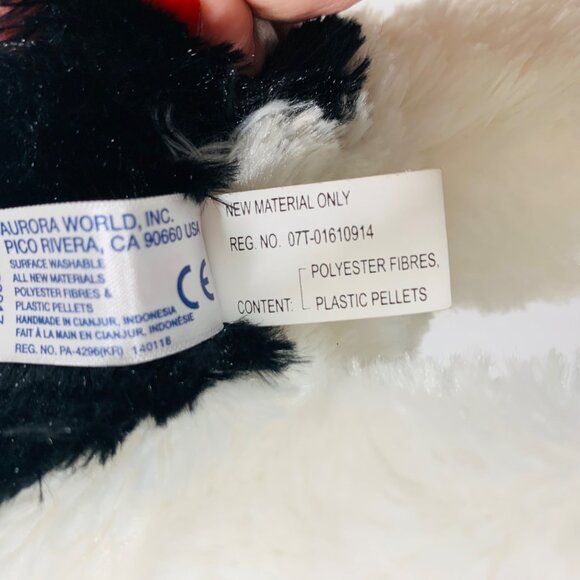 AURORA WORLD, INC.
PICO RIVERA, CA 90660 USA
SURFACE WASHABLE
ALL NEW MATERIALS
POLYESTER FIBRES &
PLASTIC PELLETS
HANDMADE IN CIANJUR, INDONESIA
FAIT À LA MAIN EN CIANJUR, INDONÉSIE
REG. NO. PA-4296(KR) 140118
CE
NEW MATERIAL ONLY
REG. NO. 07T-01610914
CONTENT: POLYESTER FIBRES,
PLASTIC PELLETS